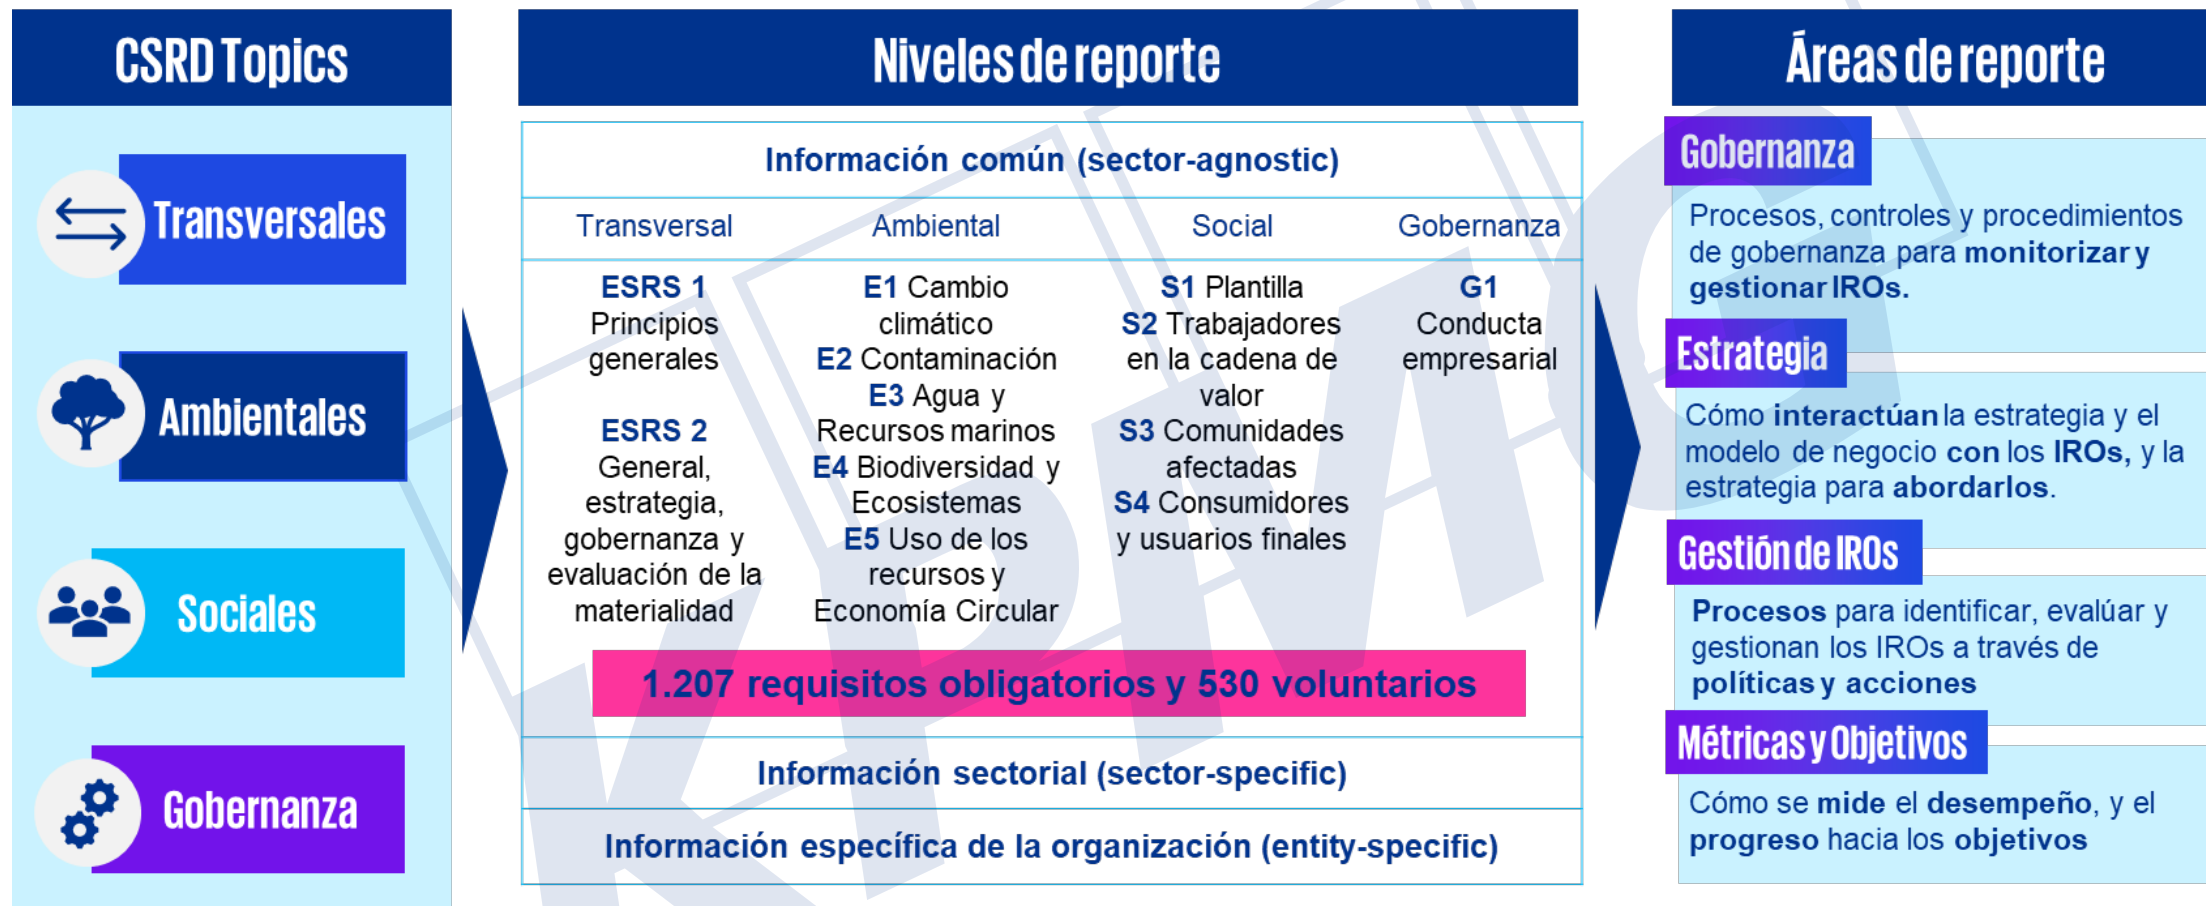 CSRD Topics
Transversales
Ambientales
Sociales
Gobernanza
Niveles de reporte
Información común (sector-agnostic)
Transversal
Ambiental
Social
Gobernanza
ESRS 1
Principios
generales
ESRS 2
General,
estrategia,
gobernanza y
evaluación de la
materialidad
E1 Cambio
climático
E2 Contaminación
E3 Agua y
Recursos marinos
E4 Biodiversidad y
Ecosistemas
E5 Uso de los
recursos y
Economía Circular
S1 Plantilla
S2 Trabajadores
en la cadena de
valor
S3 Comunidades
afectadas
S4 Consumidores
y usuarios finales
G1
Conducta
empresarial
1.207 requisitos obligatorios y 530 voluntarios
Información sectorial (sector-specific)
Información específica de la organización (entity-specific)
Áreas de reporte
Gobernanza
Procesos, controles y procedimientos
de gobernanza para monitorizar y
gestionar IROs.
Estrategia
Cómo interactúan la estrategia y el
modelo de negocio con los IROs, y la
estrategia para abordarlos.
Gestión de IROs
Procesos para identificar, evalúar y
gestionan los IROs a través de
políticas y acciones
Métricas y Objetivos
Cómo se mide el desempeño, y el
progreso hacia los objetivos
KPMG